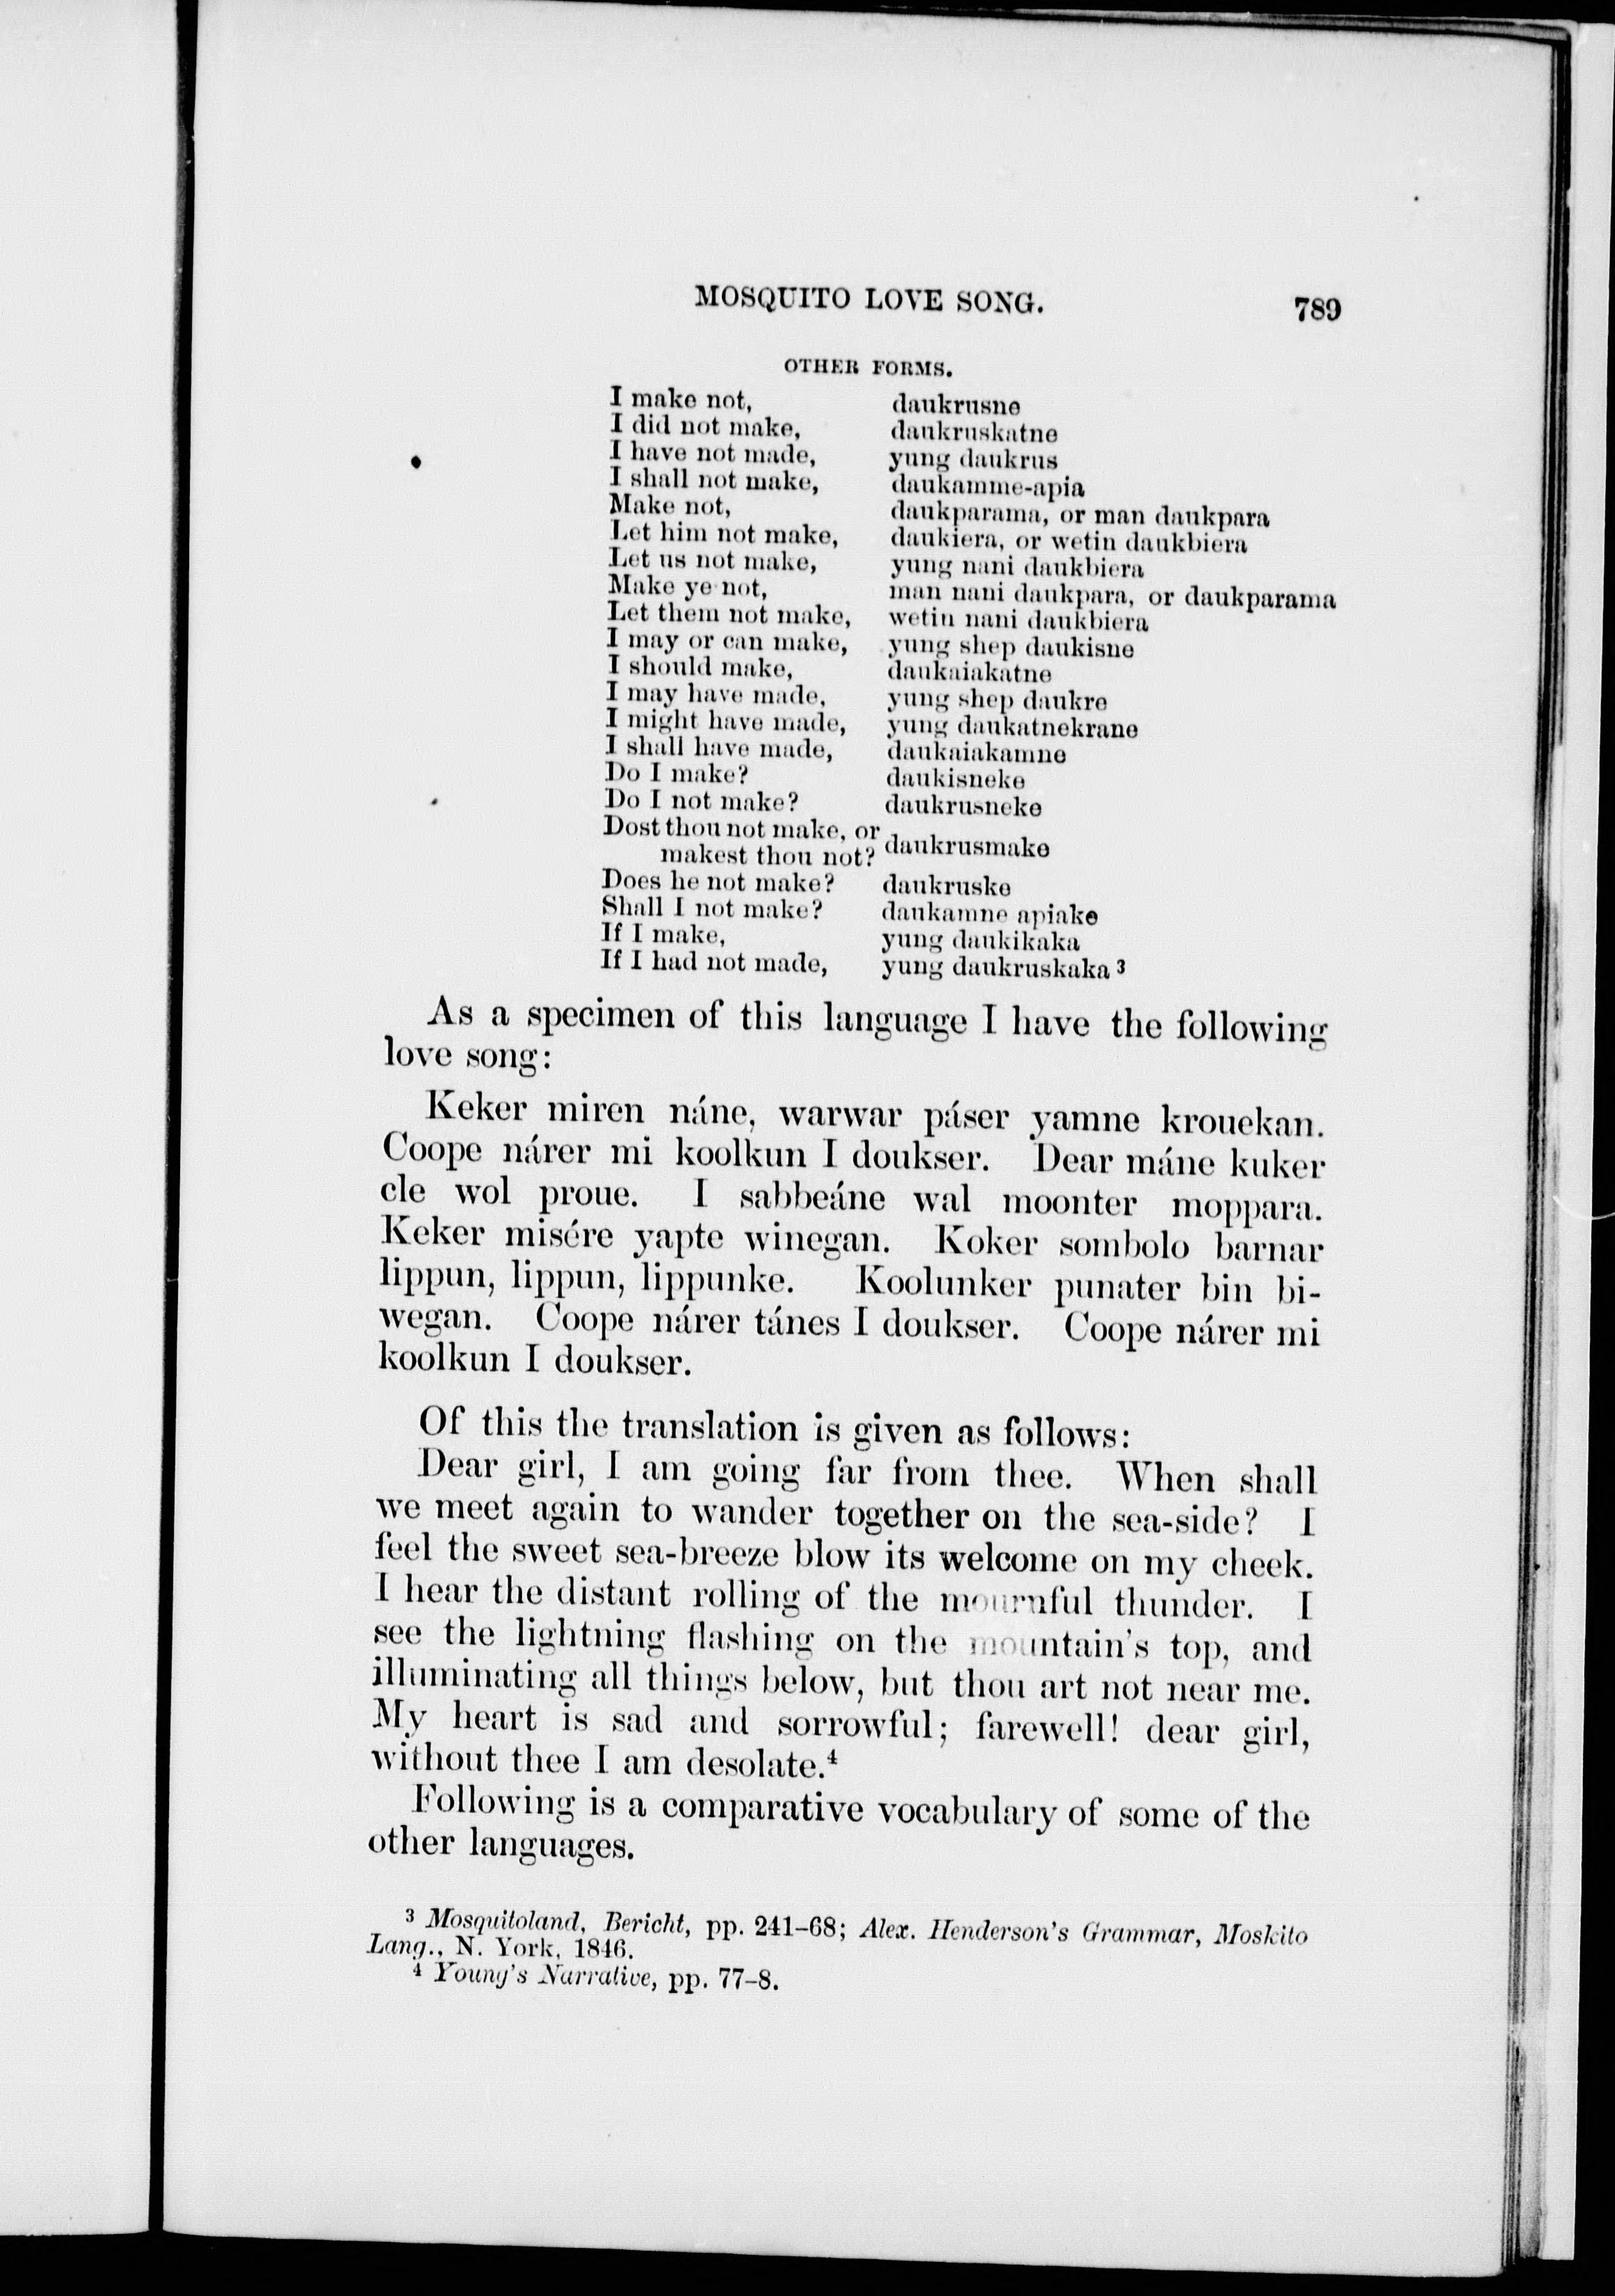 MOSQUITO LOVE SONG. 789
OTHER FORMS.
I make not, daukrusne
I did not make, daukruskatne
I have not made, yung daukrus
I shall not make, daukamme-apia
Make not, daukparama, or man daukpara
Let him not make, daukiera, or wetin daukbiera
Let us not make, yung nani daukbiera
Make ye not, man nani daukpara, or daukparama
Let them not make, wetin nani daukbiera
I may or can make, yung shep daukisne
I should make, daukaiakatne
I may have made, yung shep daukre
I might have made, yung daukatnekrane
I shall have made, daukaiakamne
Do I make? daukisneke
Do I not make? daukrusneke
Dost thou not make, or
makest thou not? daukrusmake
Does he not make? daukruske
Shall I not make? daukamne apiake
If I make, yung daukikaka
If I had not made, yung daukruskaka ³
As a specimen of this language I have the following
love song:
Keker miren náne, warwar páser yamne krouekan.
Coope nárer mi koolkun I doukser. Dear máne kuker
cle wol proue. I sabbeáne wal moonter moppara.
Keker misére yapte winegan. Koker sombolo barnar
lippun, lippun, lippunke. Koolunker punater bin bi-
wegan. Coope nárer tánes I doukser. Coope nárer mi
koolkun I doukser.
Of this the translation is given as follows:
Dear girl, I am going far from thee. When shall
we meet again to wander together on the sea-side? I
feel the sweet sea-breeze blow its welcome on my cheek.
I hear the distant rolling of the mournful thunder. I
see the lightning flashing on the mountain's top, and
illuminating all things below, but thou art not near me.
My heart is sad and sorrowful; farewell! dear girl,
without thee I am desolate.⁴
Following is a comparative vocabulary of some of the
other languages.
³ Mosquitoland, Bericht, pp. 241-68; Alex. Henderson's Grammar, Moskito
Lang., N. York, 1846.
⁴ Young's Narrative, pp. 77-8.